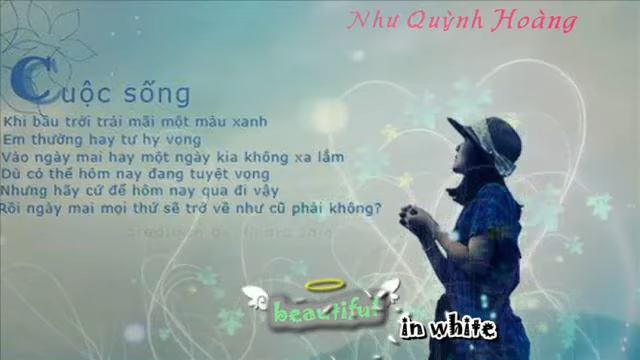 Như Quỳnh Hoàng
Cuộc sống
Khi bầu trời trải mãi một màu xanh
Em thường hay tự hy vọng
Vào ngày mai hay một ngày kia không xa lắm
Dù có thể hôm nay đang tuyệt vọng
Nhưng hãy cứ để hôm nay qua đi vậy
Rồi ngày mai mọi thứ sẽ trở về như cũ phải không?
beautiful
in white